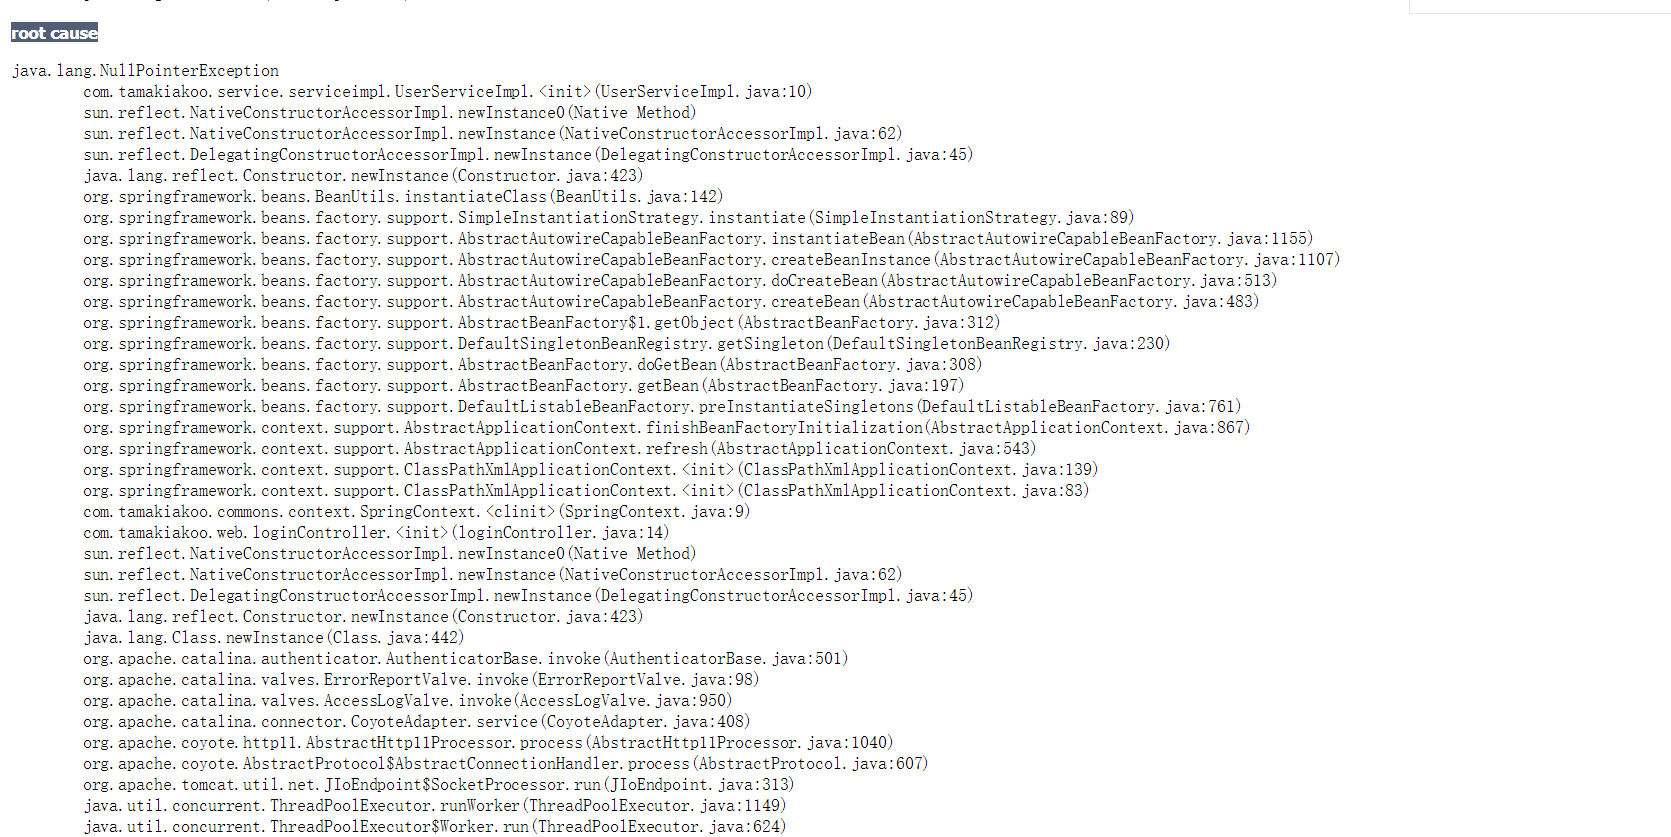 root cause
java.lang.NullPointerException
com.tamakiakoo.service.serviceimpl.UserServiceImpl.<init>(UserServiceImpl.java:10)
sun.reflect.NativeConstructorAccessorImpl.newInstance0(Native Method)
sun.reflect.NativeConstructorAccessorImpl.newInstance(NativeConstructorAccessorImpl.java:62)
sun.reflect.DelegatingConstructorAccessorImpl.newInstance(DelegatingConstructorAccessorImpl.java:45)
java.lang.reflect.Constructor.newInstance(Constructor.java:423)
org.springframework.beans.BeanUtils.instantiateClass(BeanUtils.java:142)
org.springframework.beans.factory.support.SimpleInstantiationStrategy.instantiate(SimpleInstantiationStrategy.java:89)
org.springframework.beans.factory.support.AbstractAutowireCapableBeanFactory.instantiateBean(AbstractAutowireCapableBeanFactory.java:1155)
org.springframework.beans.factory.support.AbstractAutowireCapableBeanFactory.createBeanInstance(AbstractAutowireCapableBeanFactory.java:1107)
org.springframework.beans.factory.support.AbstractAutowireCapableBeanFactory.doCreateBean(AbstractAutowireCapableBeanFactory.java:513)
org.springframework.beans.factory.support.AbstractAutowireCapableBeanFactory.createBean(AbstractAutowireCapableBeanFactory.java:483)
org.springframework.beans.factory.support.AbstractBeanFactory$1.getObject(AbstractBeanFactory.java:312)
org.springframework.beans.factory.support.DefaultSingletonBeanRegistry.getSingleton(DefaultSingletonBeanRegistry.java:230)
org.springframework.beans.factory.support.AbstractBeanFactory.doGetBean(AbstractBeanFactory.java:308)
org.springframework.beans.factory.support.AbstractBeanFactory.getBean(AbstractBeanFactory.java:197)
org.springframework.beans.factory.support.DefaultListableBeanFactory.preInstantiateSingletons(DefaultListableBeanFactory.java:761)
org.springframework.context.support.AbstractApplicationContext.finishBeanFactoryInitialization(AbstractApplicationContext.java:867)
org.springframework.context.support.AbstractApplicationContext.refresh(AbstractApplicationContext.java:543)
org.springframework.context.support.ClassPathXmlApplicationContext.<init>(ClassPathXmlApplicationContext.java:139)
org.springframework.context.support.ClassPathXmlApplicationContext.<init>(ClassPathXmlApplicationContext.java:83)
com.tamakiakoo.commons.context.SpringContext.<clinit>(SpringContext.java:9)
com.tamakiakoo.web.loginController.<init>(loginController.java:14)
sun.reflect.NativeConstructorAccessorImpl.newInstance0(Native Method)
sun.reflect.NativeConstructorAccessorImpl.newInstance(NativeConstructorAccessorImpl.java:62)
sun.reflect.DelegatingConstructorAccessorImpl.newInstance(DelegatingConstructorAccessorImpl.java:45)
java.lang.reflect.Constructor.newInstance(Constructor.java:423)
java.lang.Class.newInstance(Class.java:442)
org.apache.catalina.authenticator.AuthenticatorBase.invoke(AuthenticatorBase.java:501)
org.apache.catalina.valves.ErrorReportValve.invoke(ErrorReportValve.java:98)
org.apache.catalina.valves.AccessLogValve.invoke(AccessLogValve.java:950)
org.apache.catalina.connector.CoyoteAdapter.service(CoyoteAdapter.java:408)
org.apache.coyote.http11.AbstractHttp11Processor.process(AbstractHttp11Processor.java:1040)
org.apache.coyote.AbstractProtocol$AbstractConnectionHandler.process(AbstractProtocol.java:607)
org.apache.tomcat.util.net.JIoEndpoint$SocketProcessor.run(JIoEndpoint.java:313)
java.util.concurrent.ThreadPoolExecutor.runWorker(ThreadPoolExecutor.java:1149)
java.util.concurrent.ThreadPoolExecutor$Worker.run(ThreadPoolExecutor.java:624)